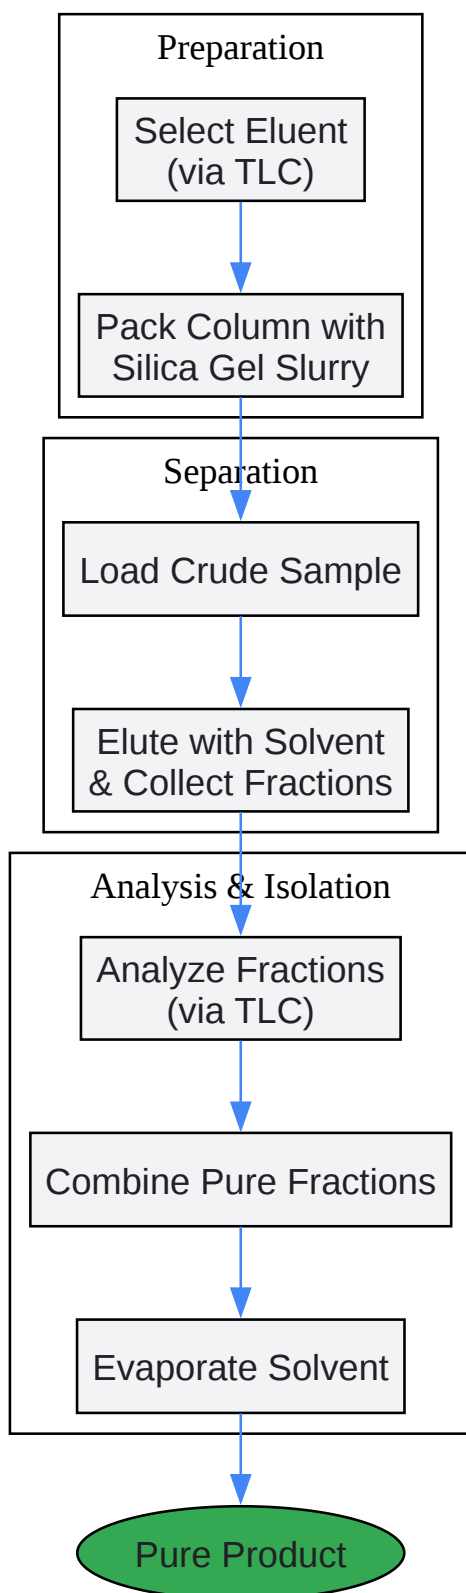 Preparation
Select Eluent
(via TLC)
Pack Column with
Silica Gel Slurry
Separation
Load Crude Sample
Elute with Solvent
& Collect Fractions
Analysis & Isolation
Analyze Fractions
(via TLC)
Combine Pure Fractions
Evaporate Solvent
Pure Product